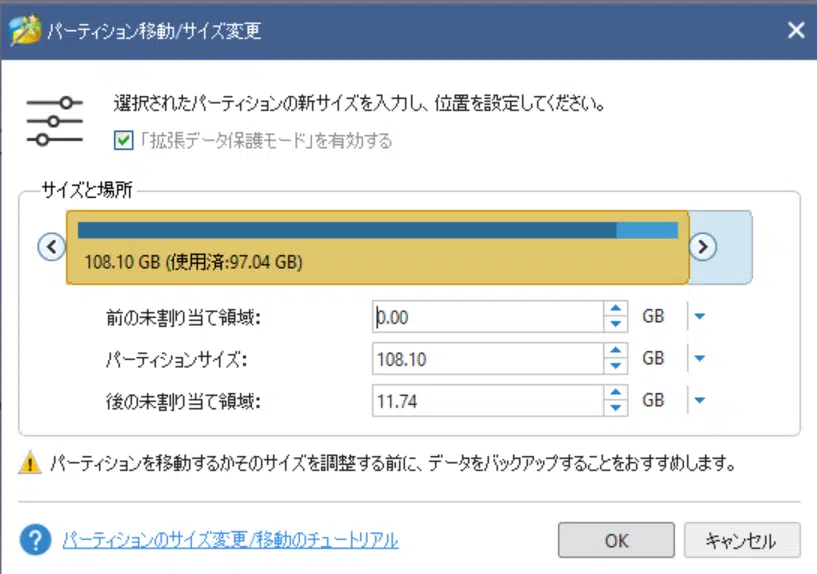 パーティション移動/サイズ変更
選択されたパーティションの新サイズを入力し、位置を設定してください。
「拡張データ保護モード」を有効する
サイズと場所
108.10 GB (使用済:97.04 GB)
前の未割り当て領域: 0.00 GB
パーティションサイズ: 108.10 GB
後の未割り当て領域: 11.74 GB
パーティションを移動するかそのサイズを調整する前に、データをバックアップすることをおすすめします。
パーティションのサイズ変更/移動のチュートリアル OK キャンセル